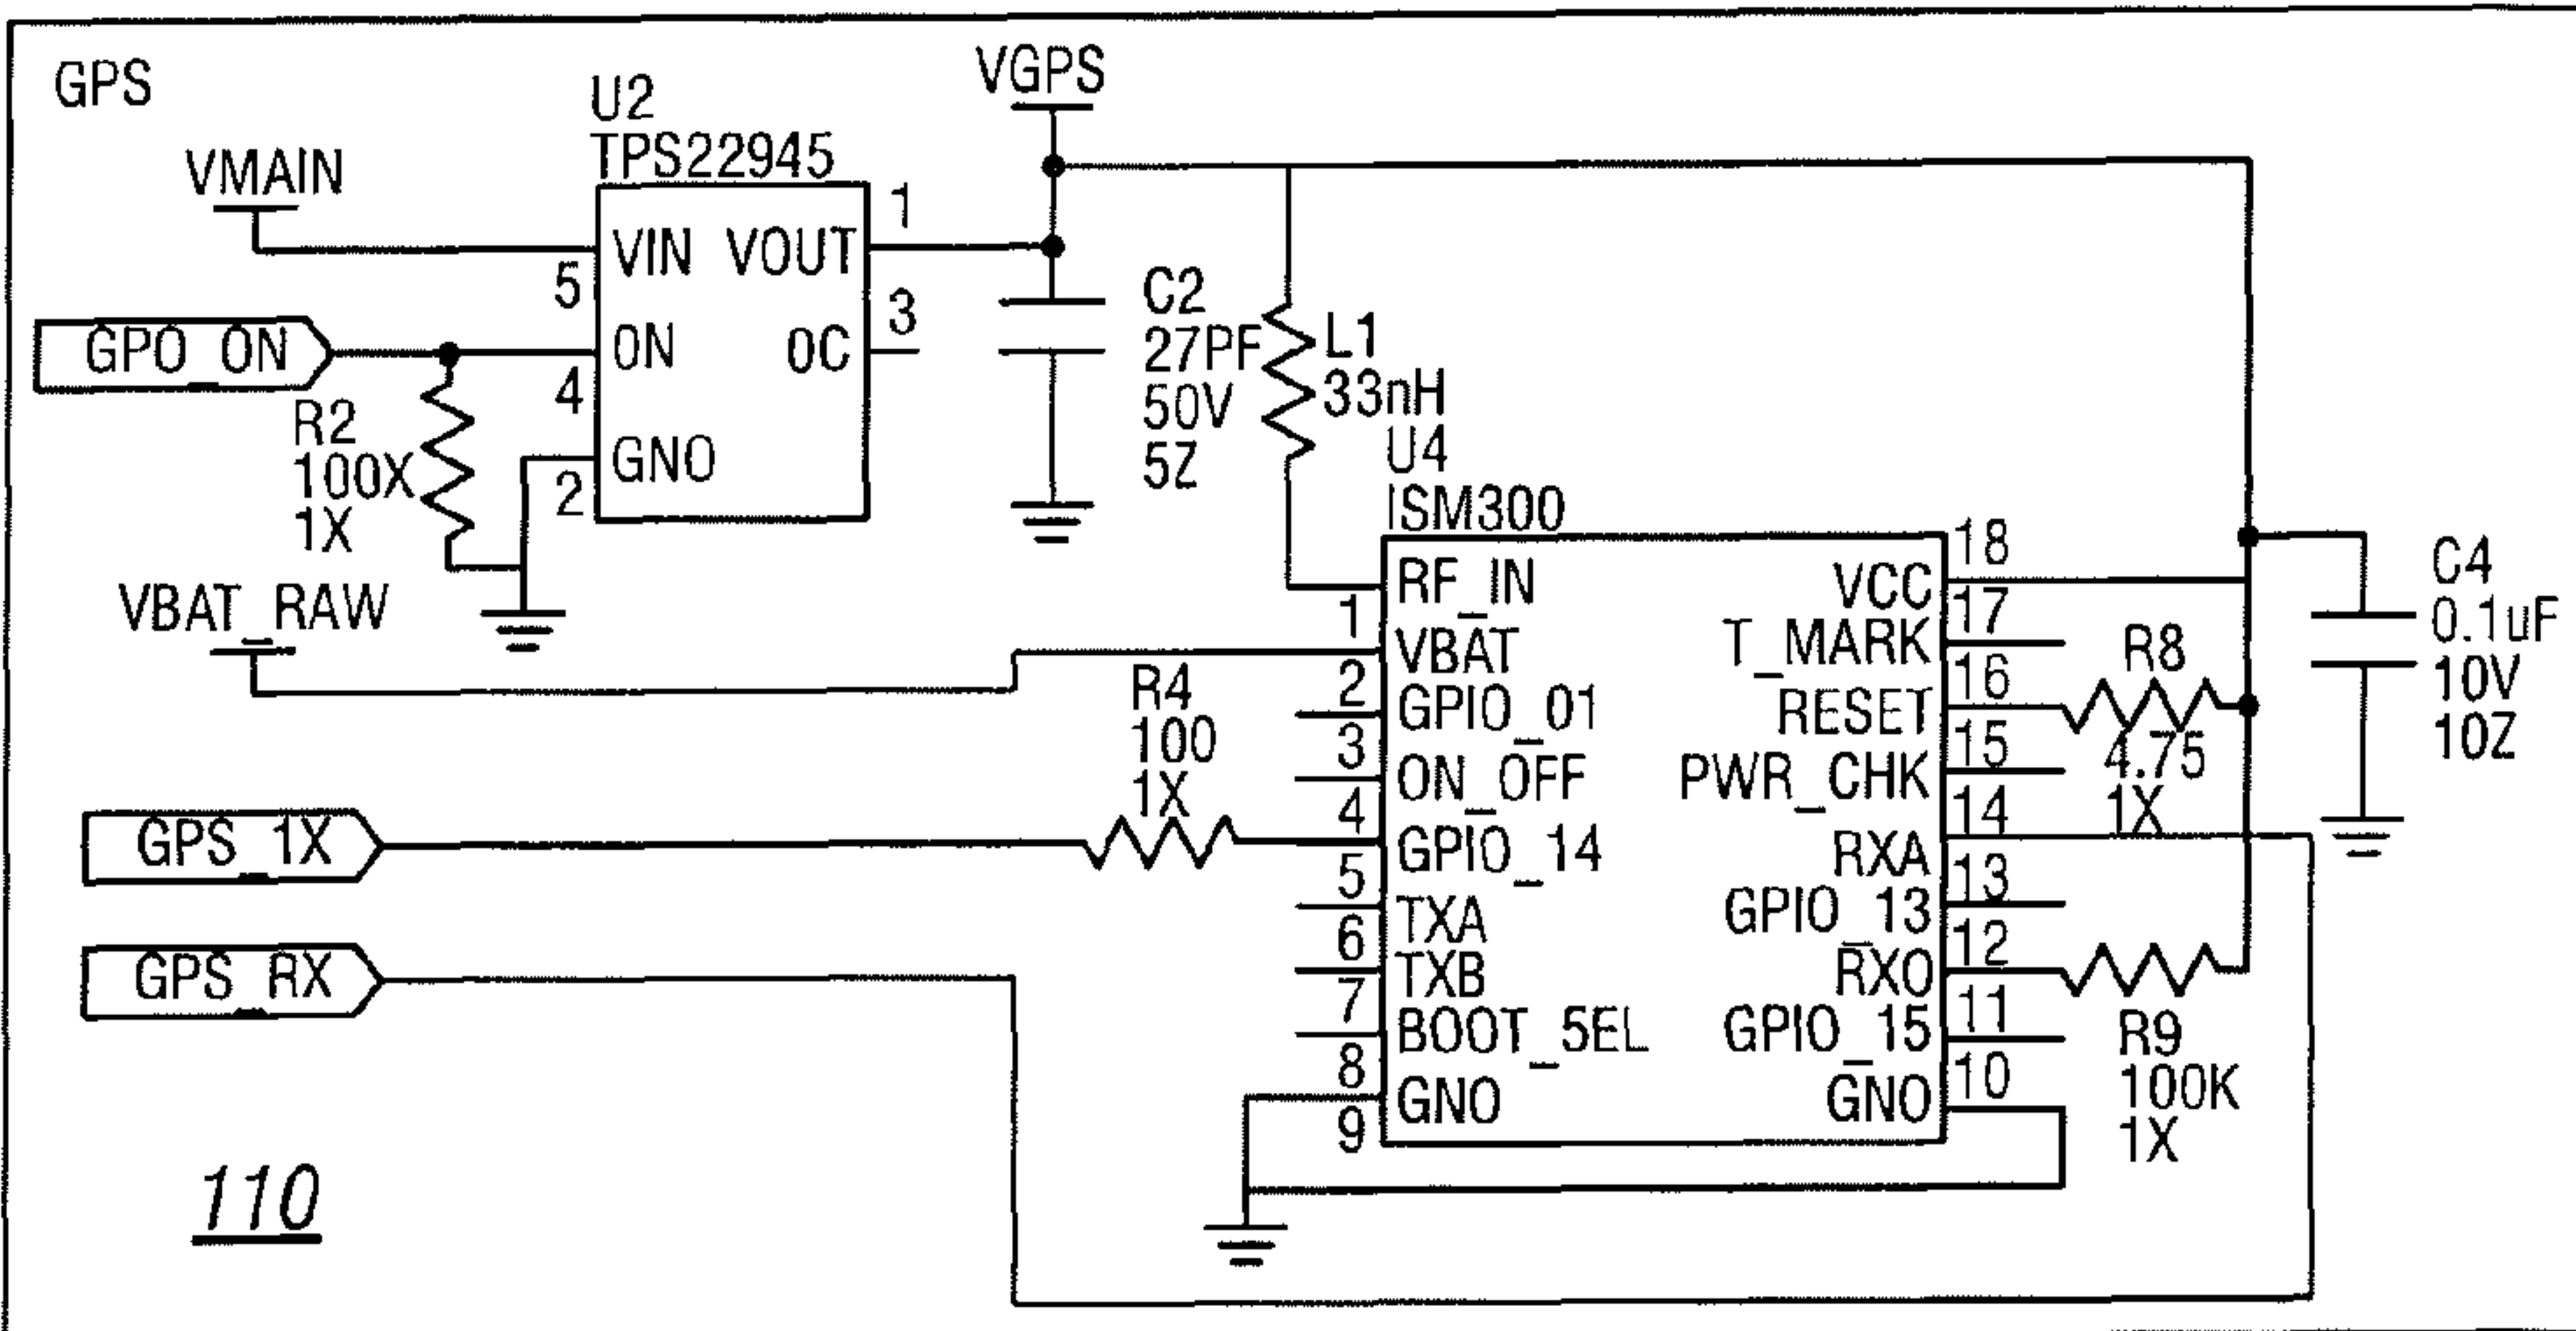 GPS
VGPS
U2
TPS22945
VMAIN
1
VIN VOUT
5
3
GPO_ON
ON OC
4
R2
100X
1X
GNO
2
C2
27PF
50V
5Z
L1
33nH
U4
ISM300
VBAT_RAW
RF_IN
1
VBAT
2
GPIO_01
3
ON_OFF
4
GPIO_14
5
TXA
6
TXB
7
BOOT_5EL
8
GNO
9
18
VCC
17
T_MARK
16
RESET
15
PWR_CHK
14
RXA
13
GPIO_13
12
RXO
11
GPIO_15
10
GNO
C4
0.1uF
10V
10Z
R8
4.75
1X
R4
100
1X
GPS_1X
GPS_RX
R9
100K
1X
110